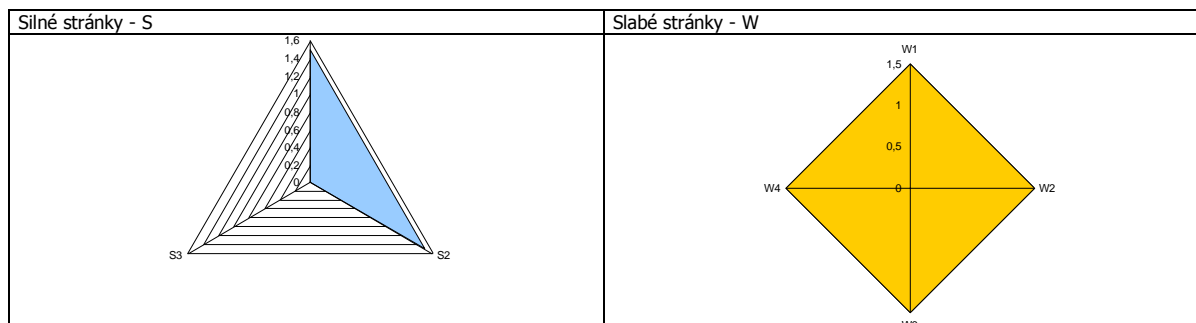 Silné stránky - S
Slabé stránky - W
1,6
1,4
1,2
1
0,8
0,6
0,4
0,2
0
S3
S2
W1
1,5
1
0,5
0
W4
W2